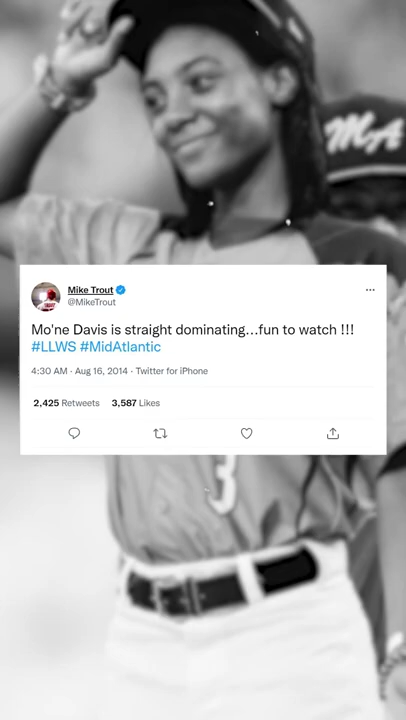 MA
Mike Trout
@MikeTrout
Mo'ne Davis is straight dominating...fun to watch !!!
#LLWS #MidAtlantic
4:30 AM · Aug 16, 2014 · Twitter for iPhone
2,425 Retweets 3,587 Likes
3